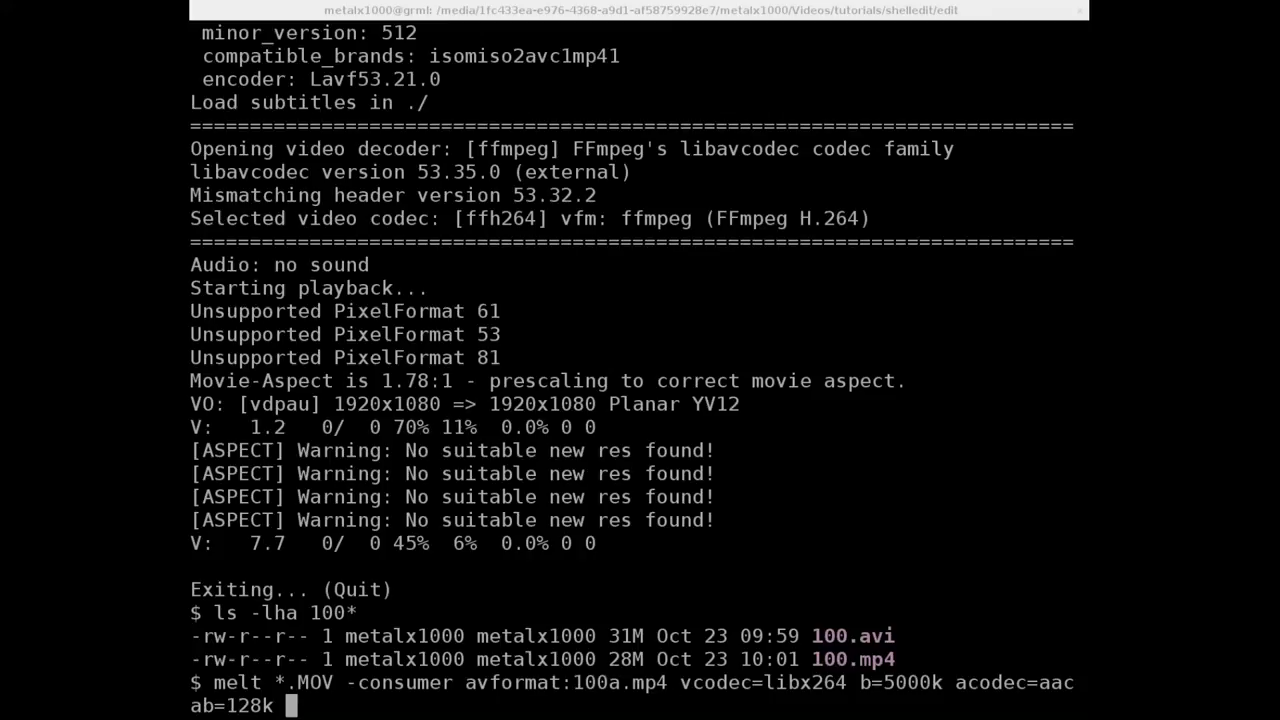 metalx1000@grml: /media/1fc433ea-e976-4368-a9d1-af58759928e7/metalx1000/Videos/tutorials/shelledit/edit
minor_version: 512
compatible_brands: isomiso2avc1mp41
encoder: Lavf53.21.0
Load subtitles in ./
==========================================================================
Opening video decoder: [ffmpeg] FFmpeg's libavcodec codec family
libavcodec version 53.35.0 (external)
Mismatching header version 53.32.2
Selected video codec: [ffh264] vfm: ffmpeg (FFmpeg H.264)
==========================================================================
Audio: no sound
Starting playback...
Unsupported PixelFormat 61
Unsupported PixelFormat 53
Unsupported PixelFormat 81
Movie-Aspect is 1.78:1 - prescaling to correct movie aspect.
VO: [vdpau] 1920x1080 => 1920x1080 Planar YV12
V:   1.2   0/  0 70% 11%  0.0% 0 0
[ASPECT] Warning: No suitable new res found!
[ASPECT] Warning: No suitable new res found!
[ASPECT] Warning: No suitable new res found!
[ASPECT] Warning: No suitable new res found!
V:   7.7   0/  0 45%  6%  0.0% 0 0
Exiting... (Quit)
$ ls -lha 100*
-rw-r--r-- 1 metalx1000 metalx1000 31M Oct 23 09:59 100.avi
-rw-r--r-- 1 metalx1000 metalx1000 28M Oct 23 10:01 100.mp4
$ melt *.MOV -consumer avformat:100a.mp4 vcodec=libx264 b=5000k acodec=aac
ab=128k